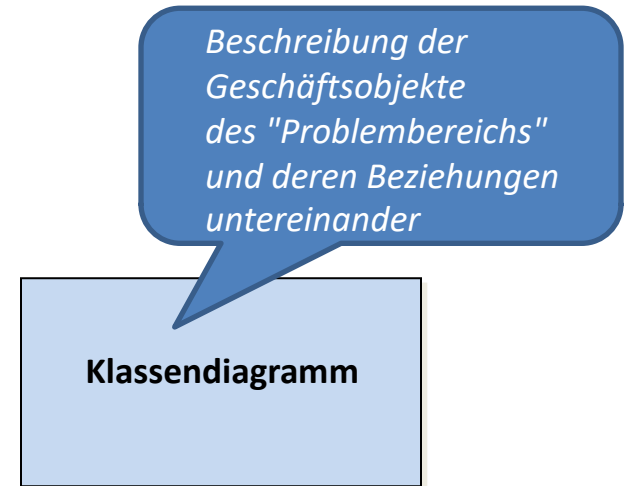 Beschreibung der
Geschäftsobjekte
des "Problembereichs"
und deren Beziehungen
untereinander
Klassendiagramm